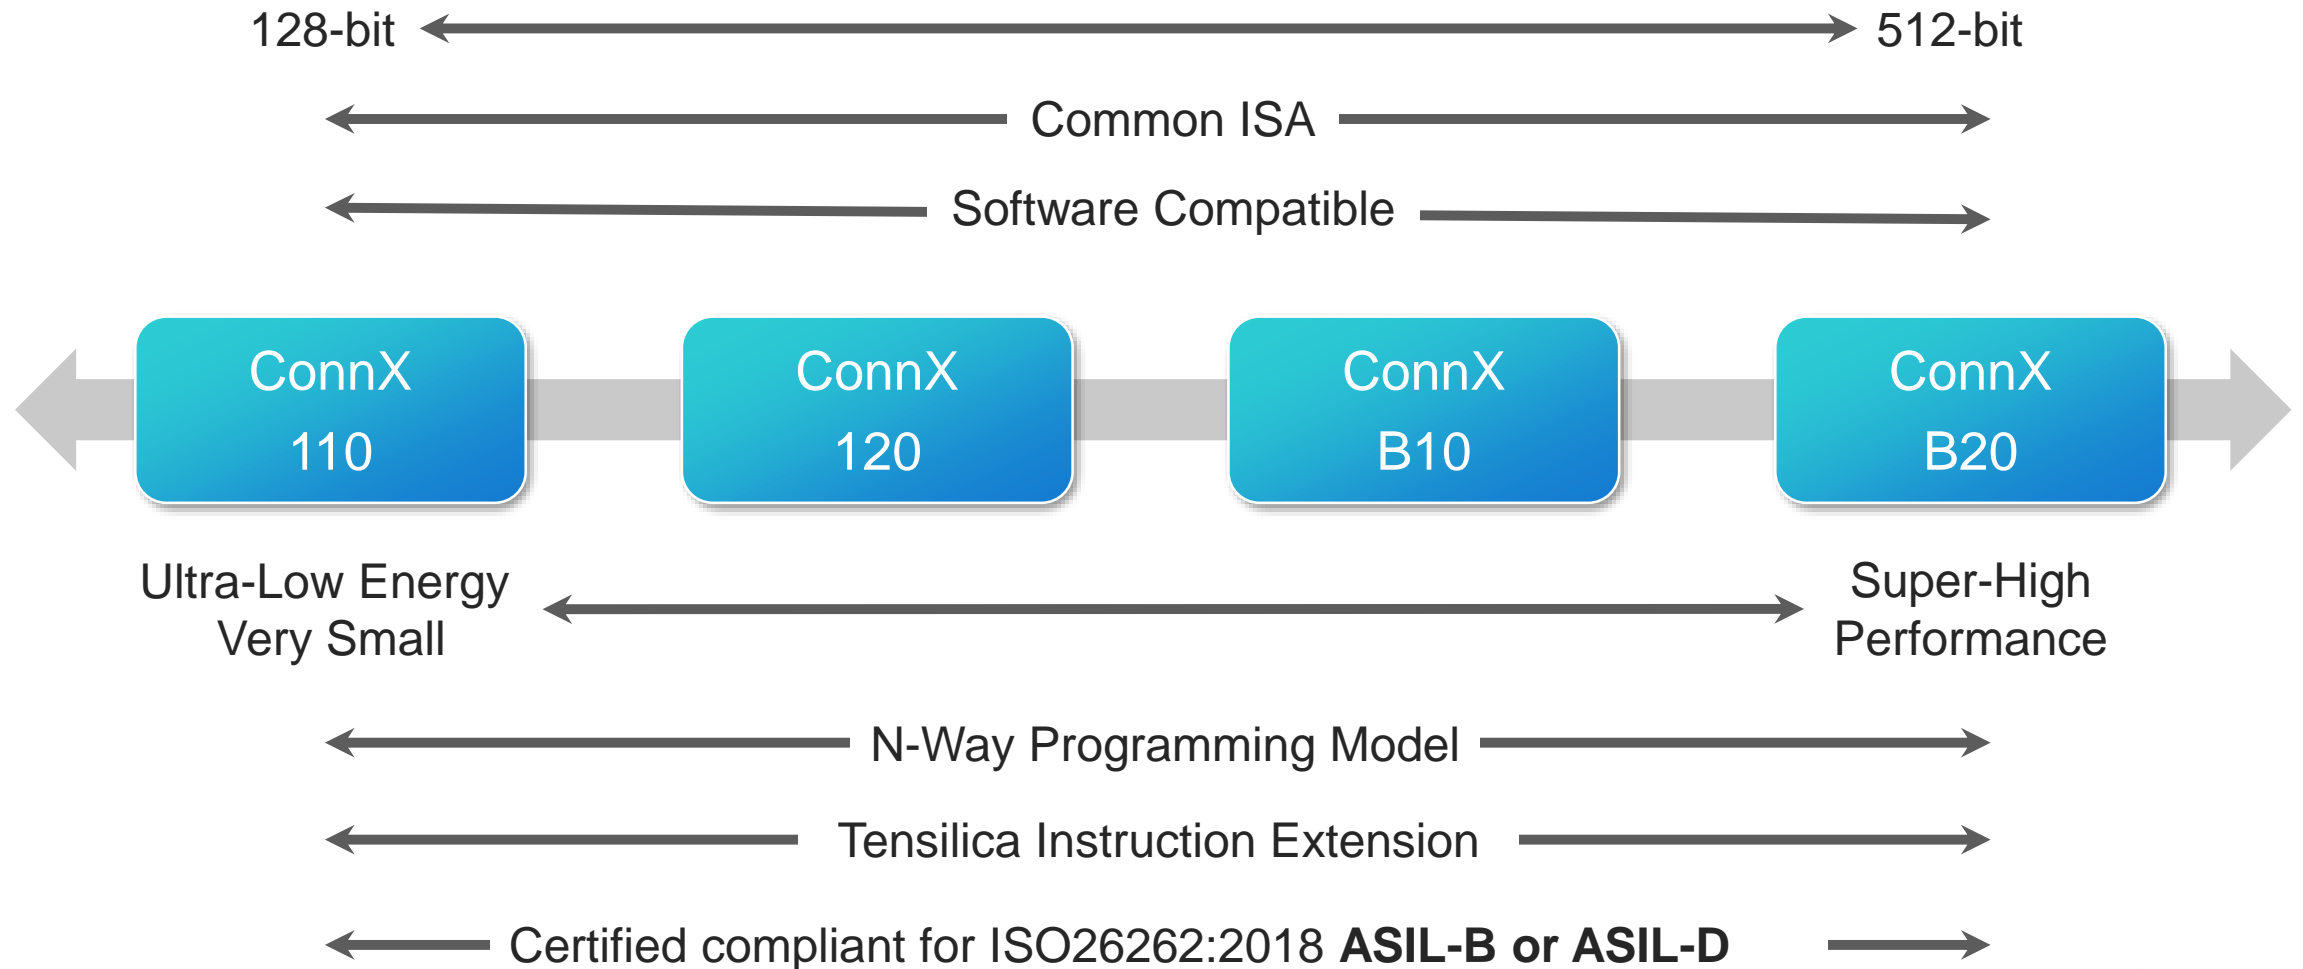 128-bit
512-bit
Common ISA
Software Compatible
ConnX
110
ConnX
120
ConnX
B10
ConnX
B20
Ultra-Low Energy
Very Small
Super-High
Performance
N-Way Programming Model
Tensilica Instruction Extension
Certified compliant for ISO26262:2018 ASIL-B or ASIL-D